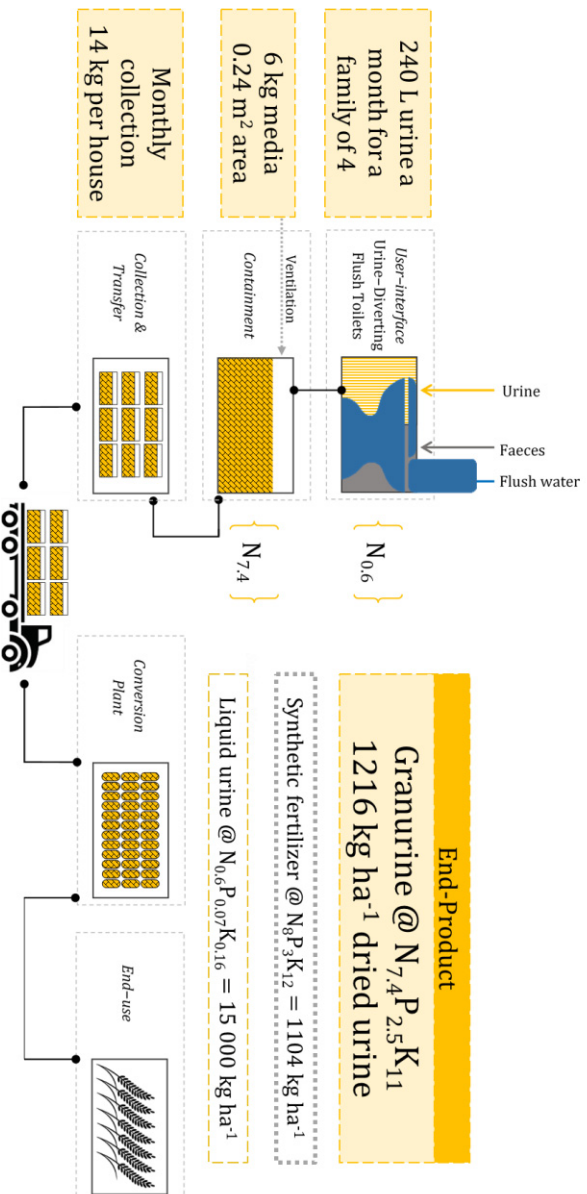 240 L urine a
month for a
family of 4
6 kg media
0.24 m² area
Monthly
collection
14 kg per house
User–interface
Urine–Diverting
Flush Toilets
Ventilation
Containment
Collection &
Transfer
Urine
Faeces
Flush water
N₀.₆
N₇.₄
End-Product
Granurine @ N₇.₄P₂.₅K₁₁
1216 kg ha⁻¹ dried urine
Synthetic fertilizer @ N₈P₃K₁₂ = 1104 kg ha⁻¹
Liquid urine @ N₀.₆P₀.₀₇K₀.₁₆ = 15 000 kg ha⁻¹
Conversion
Plant
End–use